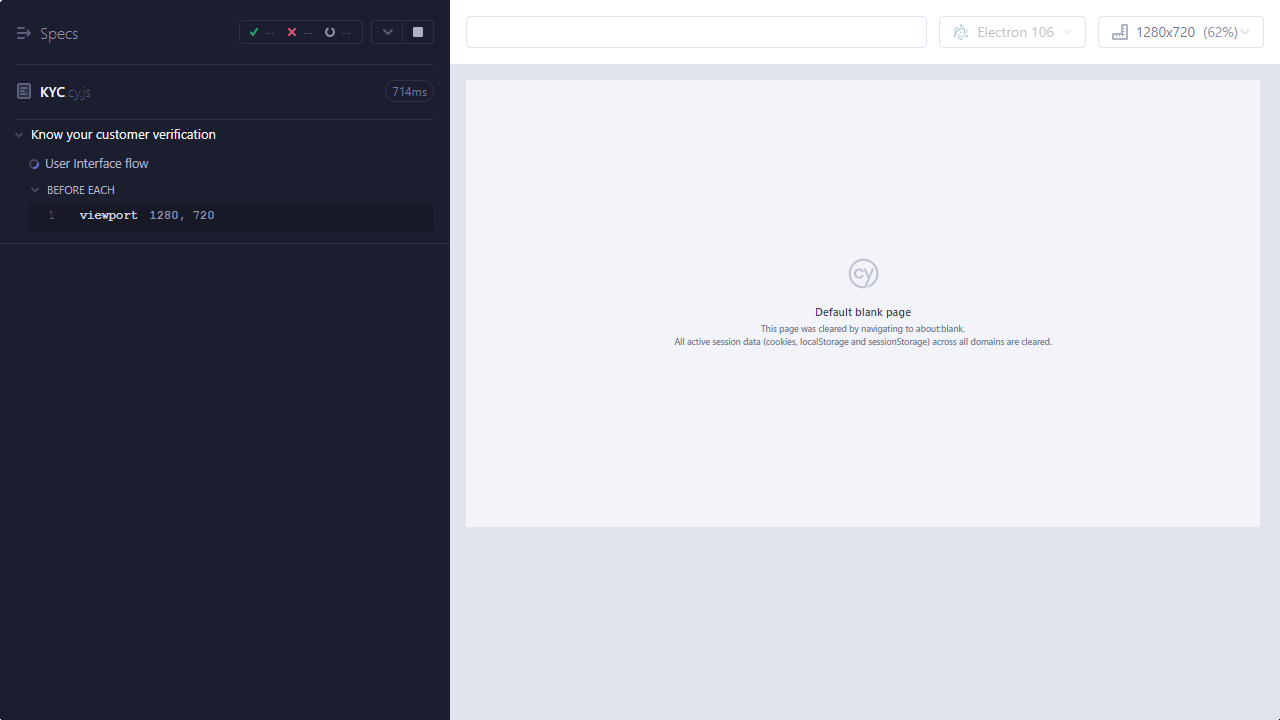 Specs
--
--
--
KYC.cy.js
714ms
Know your customer verification
User Interface flow
BEFORE EACH
1 viewport 1280, 720
Electron 106
1280x720 (62%)
cy
Default blank page
This page was cleared by navigating to about:blank.
All active session data (cookies, localStorage and sessionStorage) across all domains are cleared.